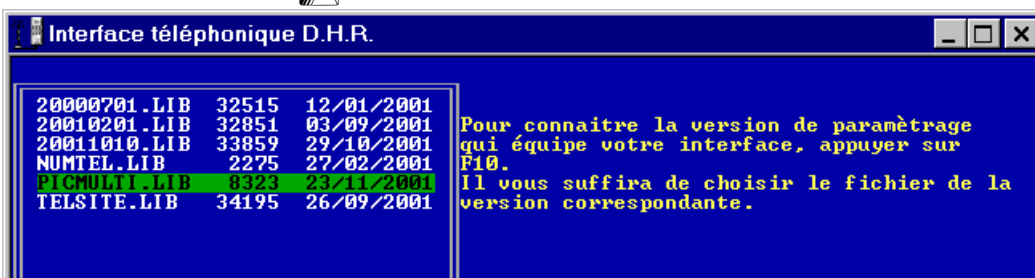 Interface téléphonique D.H.R.
20000701.LIB 32515 12/01/2001
20010201.LIB 32851 03/09/2001
20011010.LIB 33859 29/10/2001
NUMTEL.LIB 2275 27/02/2001
PICMULTI.LIB 8323 23/11/2001
TELSITE.LIB 34195 26/09/2001
Pour connaitre la version de paramètrage
qui équipe votre interface, appuyer sur
F10.
Il vous suffira de choisir le fichier de la
version correspondante.